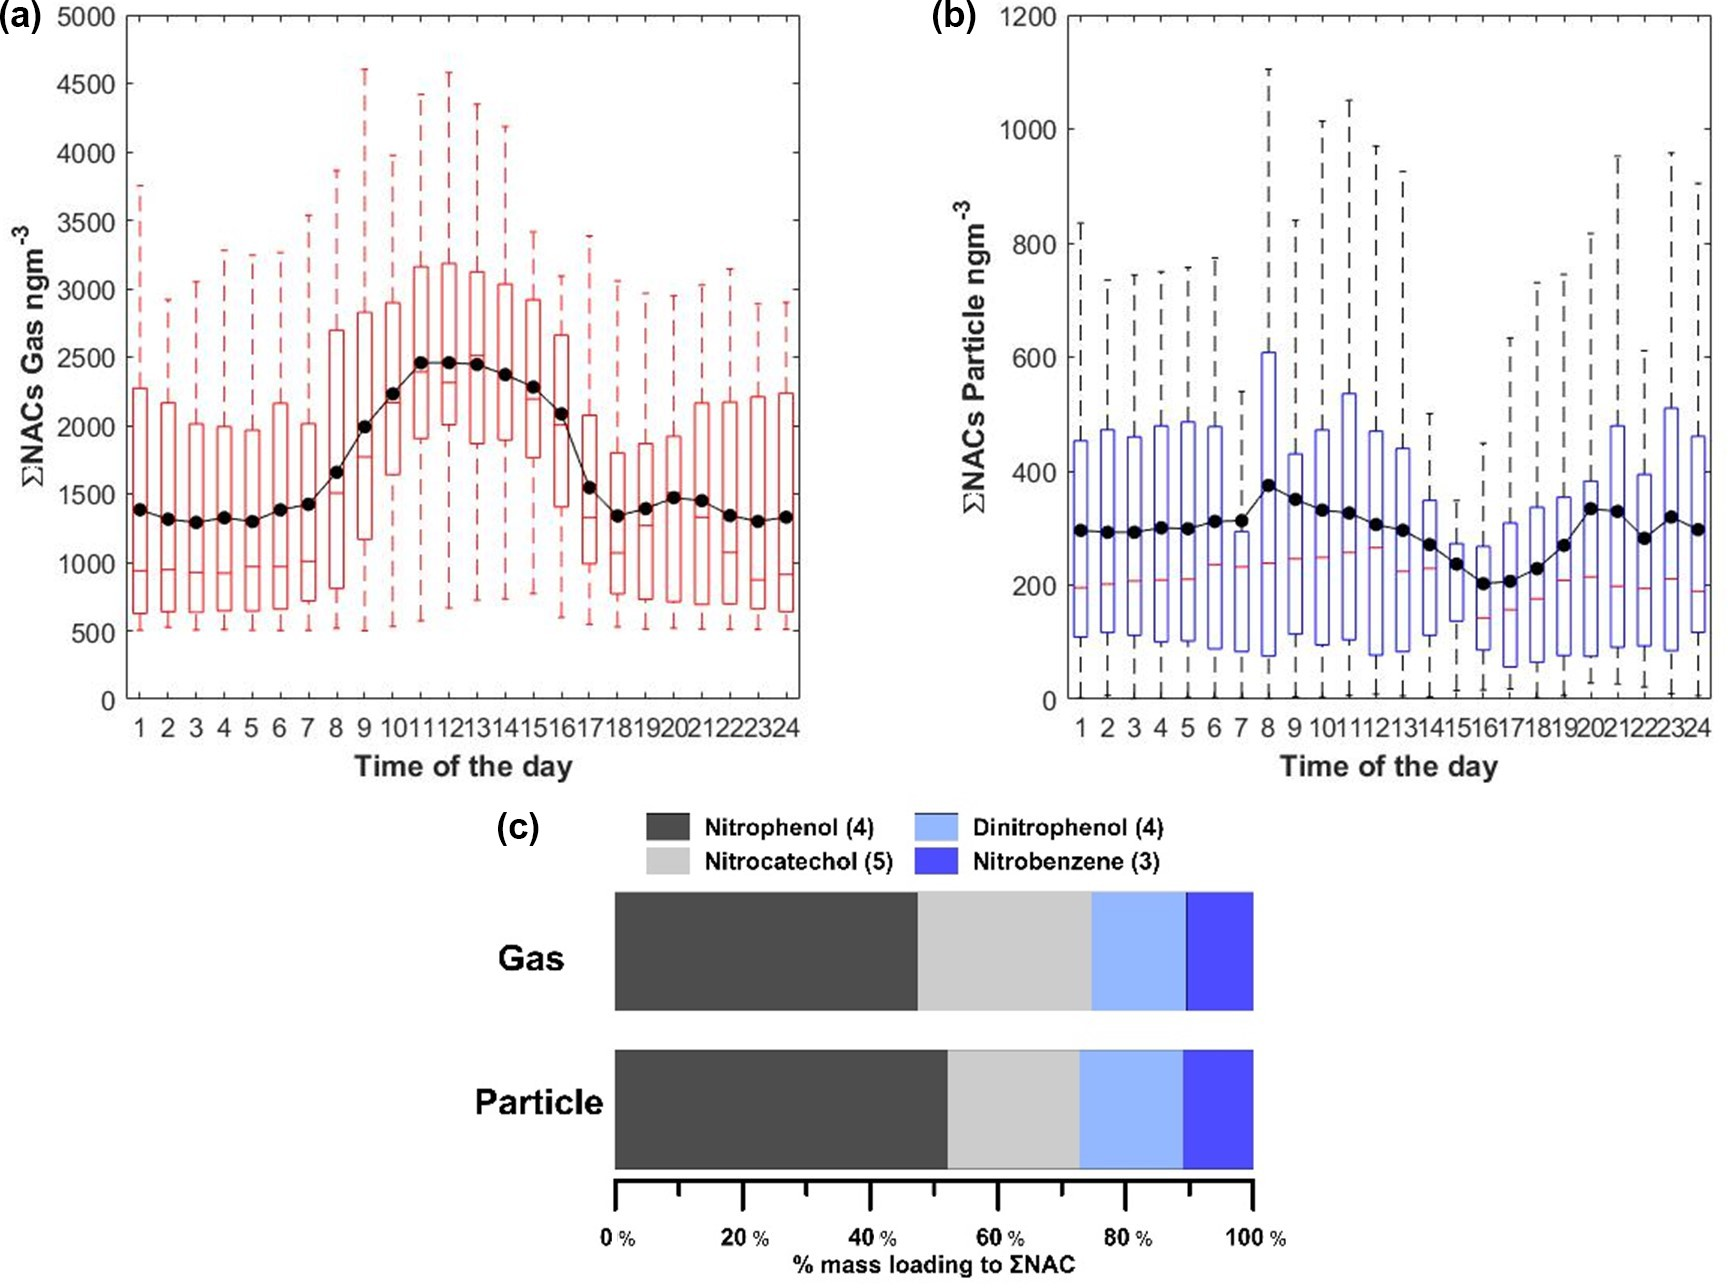 (a)
5000
4500
4000
3500
3000
2500
2000
1500
1000
500
0
ΣNACs Gas ngm-3
1 2 3 4 5 6 7 8 9 10 11 12 13 14 15 16 17 18 19 20 21 22 23 24
Time of the day
(b)
1200
1000
800
600
400
200
0
ΣNACs Particle ngm-3
1 2 3 4 5 6 7 8 9 10 11 12 13 14 15 16 17 18 19 20 21 22 23 24
Time of the day
(c)
Nitrophenol (4) Dinitrophenol (4)
Nitrocatechol (5) Nitrobenzene (3)
Gas
Particle
0 % 20 % 40 % 60 % 80 % 100 %
% mass loading to ΣNAC